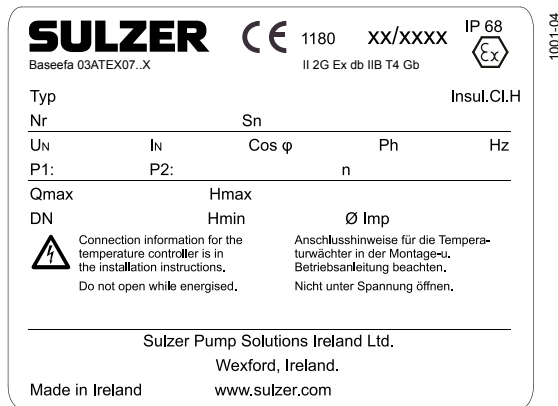 SULZER CE 1180 xx/xxxx IP 68
Baseefa 03ATEX07..X II 2G Ex db IIB T4 Gb Ex
Typ Insul.Cl.H
Nr Sn
UN IN Cos φ Ph Hz
P1: P2: n
Qmax Hmax
DN Hmin Ø Imp
Connection information for the
temperature controller is in
the installation instructions.
Do not open while energised.
Anschlusshinweise für die Tempera-
turwächter in der Montage-u.
Betriebsanleitung beachten.
Nicht unter Spannung öffnen.
Sulzer Pump Solutions Ireland Ltd.
Wexford, Ireland.
Made in Ireland www.sulzer.com
1001-04